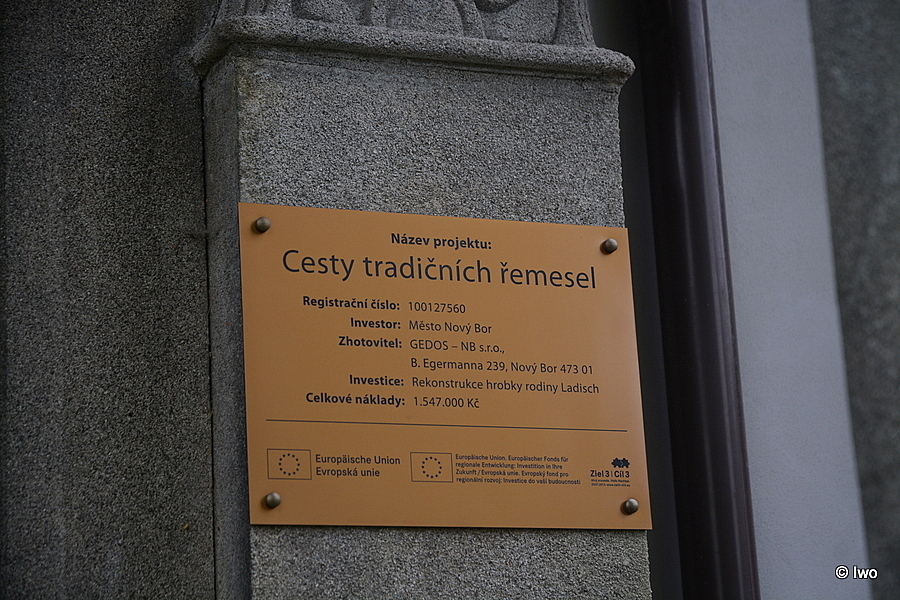 Název projektu:
Cesty tradičních řemesel
Registrační číslo: 100127560
Investor: Město Nový Bor
Zhotovitel: GEDOS – NB s.r.o.,
B. Egermanna 239, Nový Bor 473 01
Investice: Rekonstrukce hrobky rodiny Ladisch
Celkové náklady: 1.547.000 Kč
Europäische Union
Evropská unie
Europäische Union. Europäischer Fonds für
regionale Entwicklung: Investition in Ihre
Zukunft / Evropská unie. Evropský fond pro
regionální rozvoj: Investice do vaší budoucnosti
Ziel 3 | Cíl 3
© Iwo